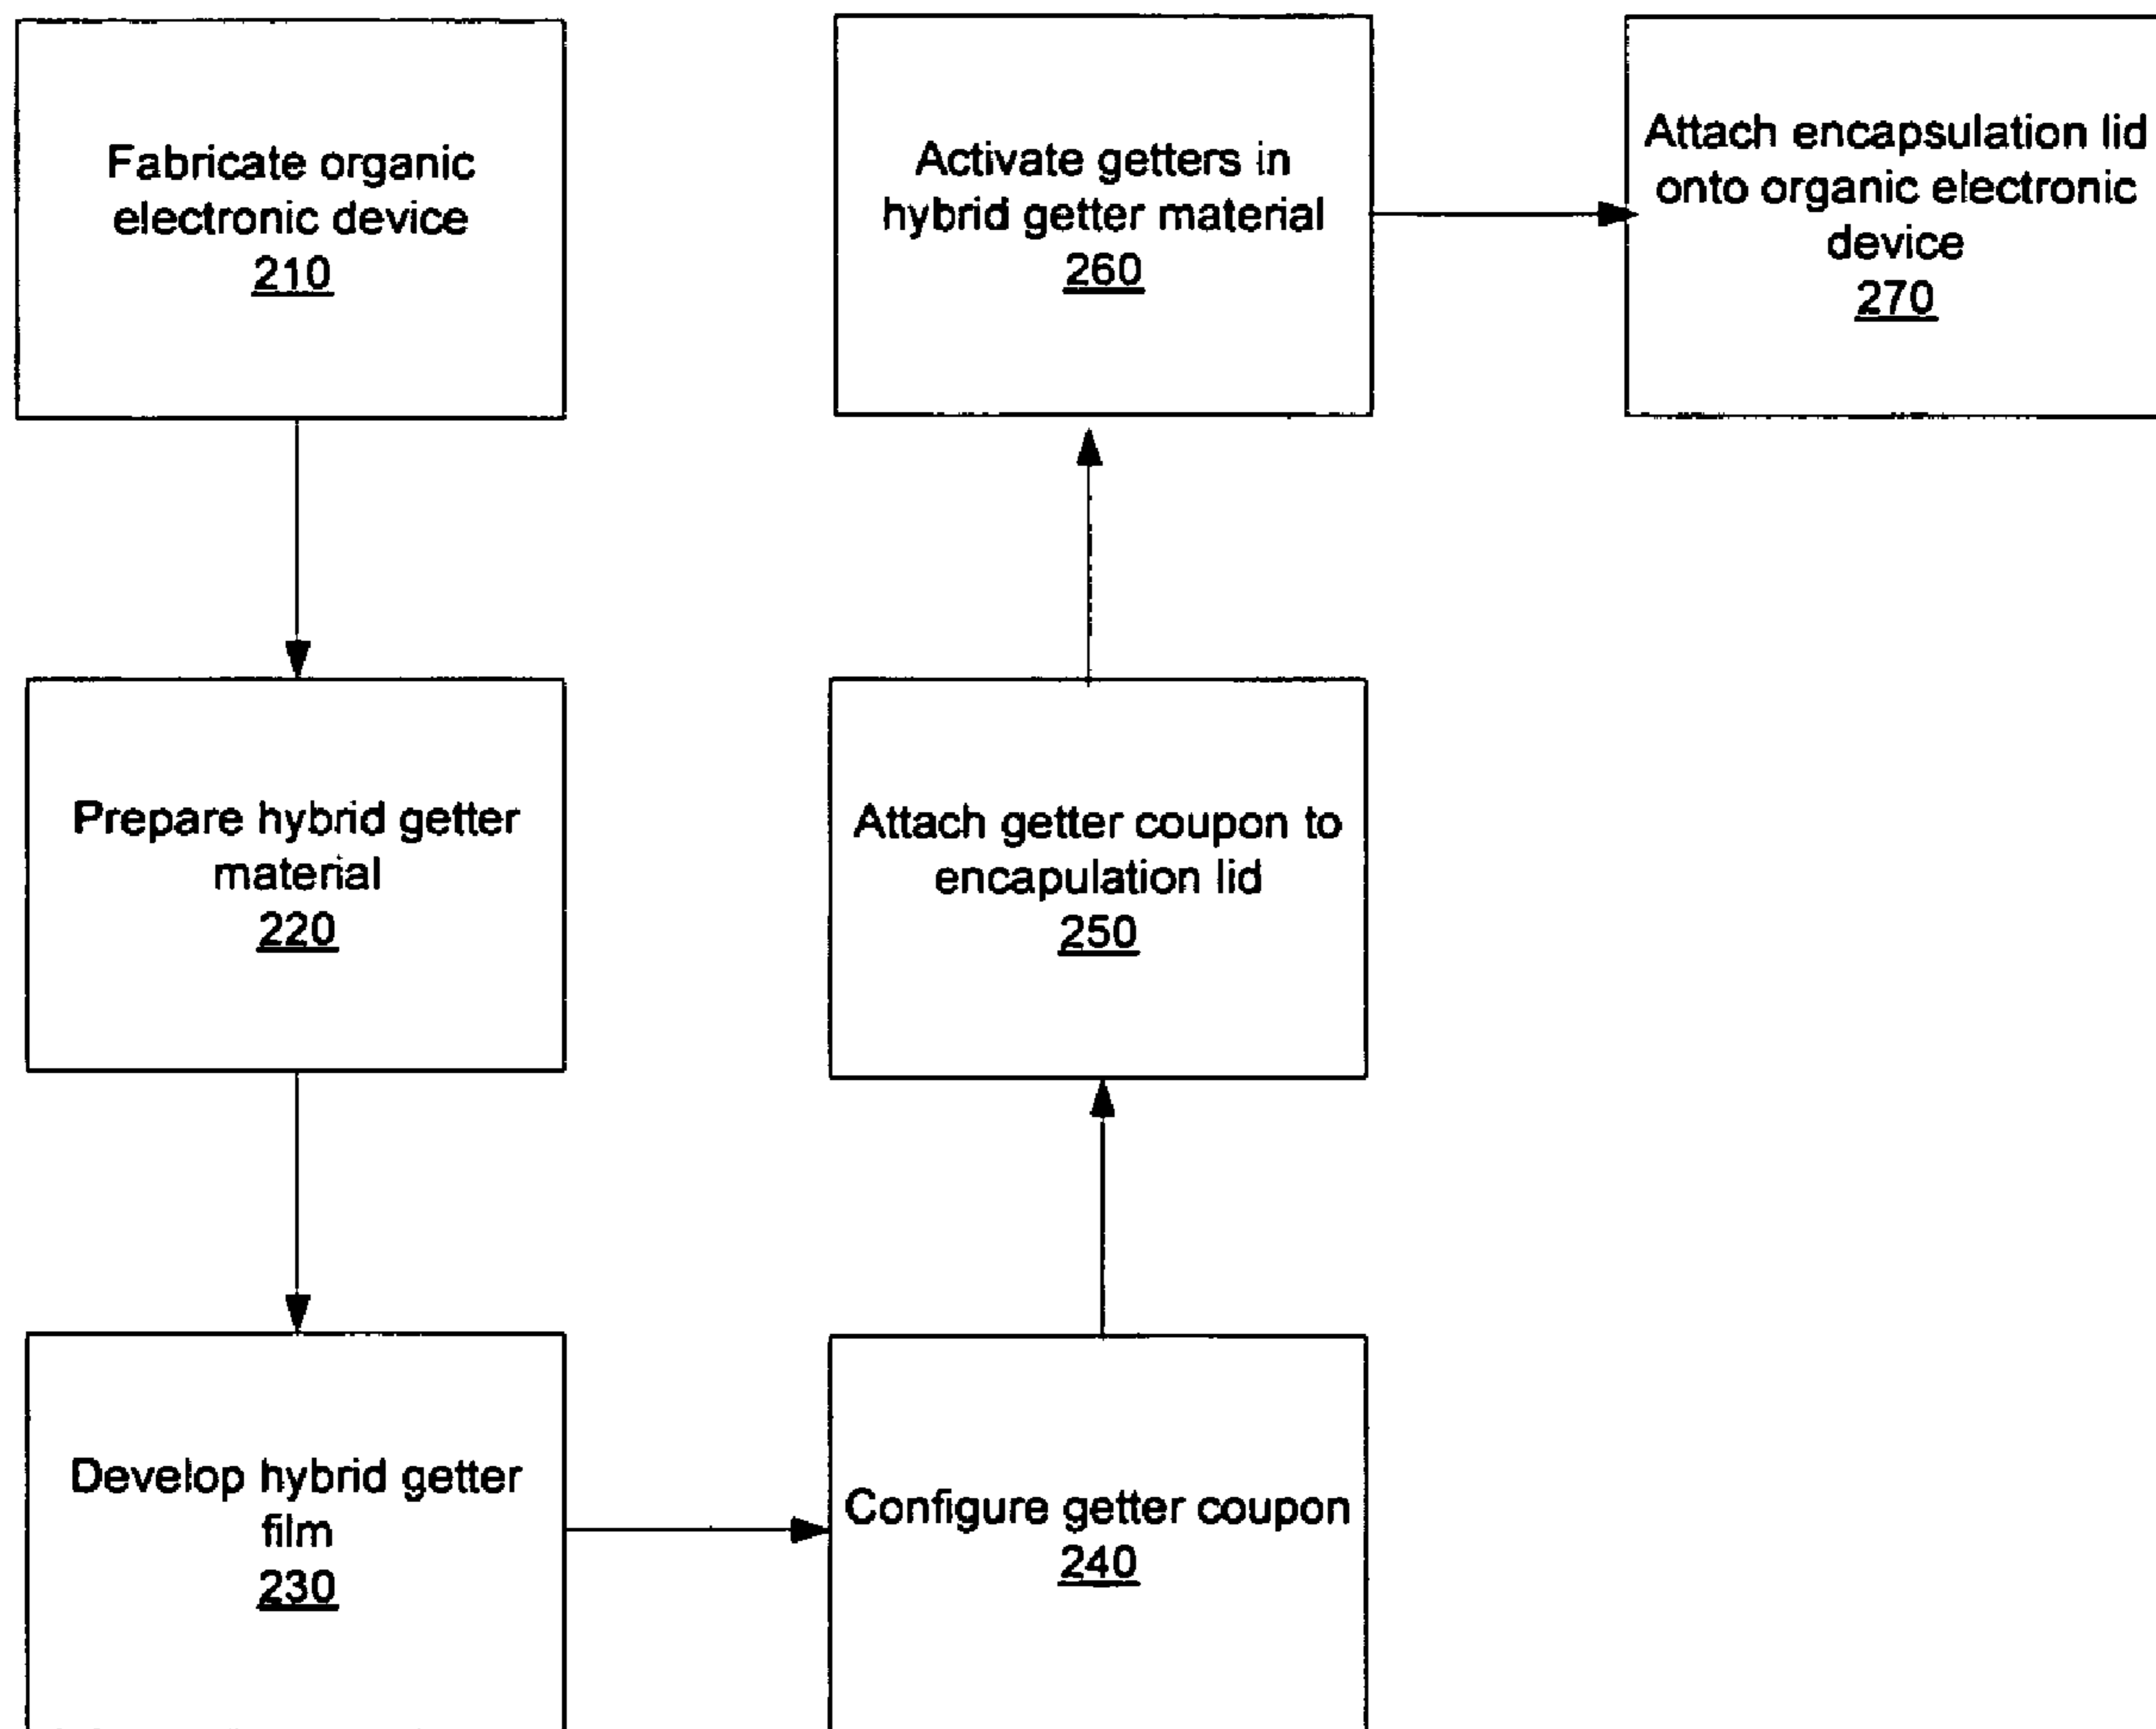 Fabricate organic
electronic device
210
Prepare hybrid getter
material
220
Develop hybrid getter
film
230
Configure getter coupon
240
Attach getter coupon to
encapulation lid
250
Activate getters in
hybrid getter material
260
Attach encapsulation lid
onto organic electronic
device
270